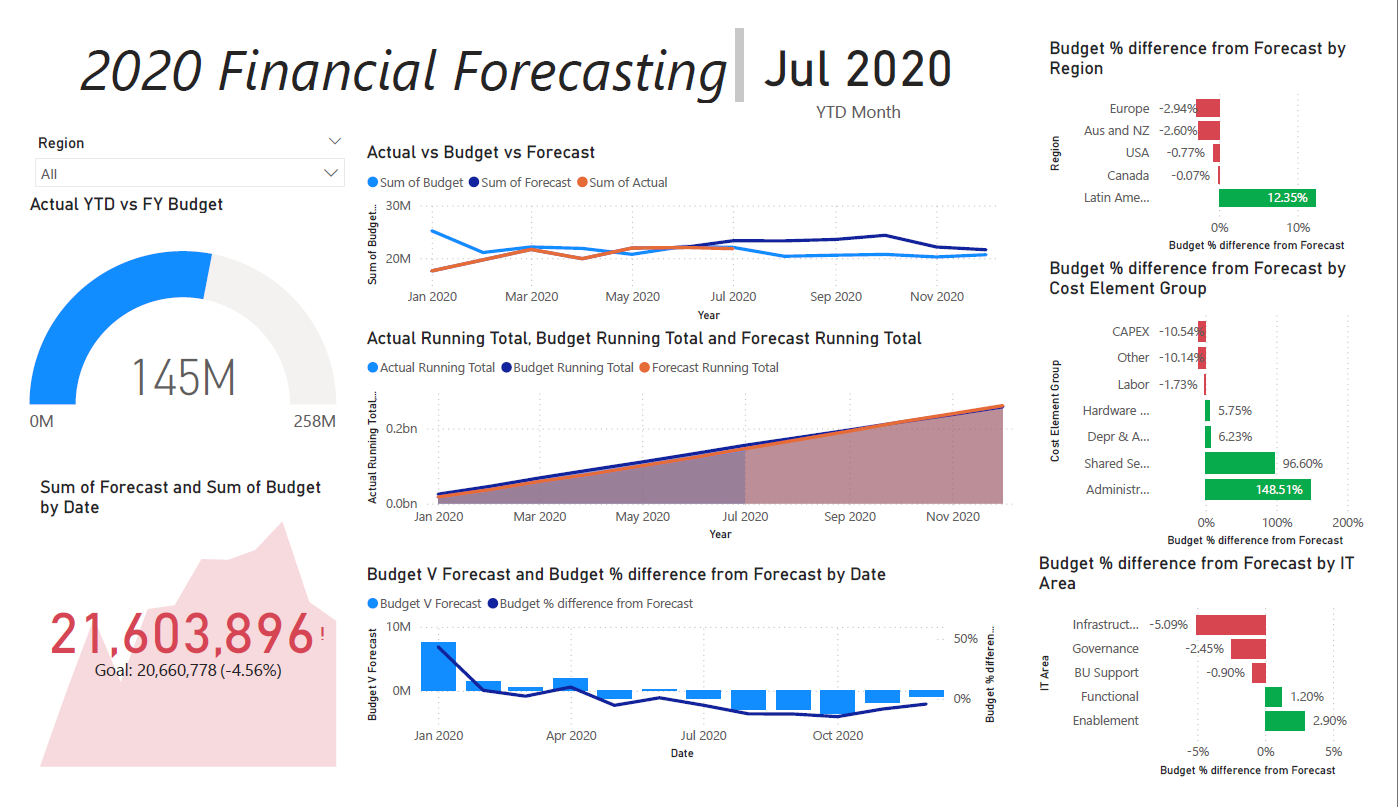 2020 Financial Forecasting
Jul 2020
YTD Month
Region
All
Actual YTD vs FY Budget
145M
0M
258M
Sum of Forecast and Sum of Budget
by Date
21,603,896!
Goal: 20,660,778 (-4.56%)
Actual vs Budget vs Forecast
Sum of Budget Sum of Forecast Sum of Actual
Sum of Budget...
30M
20M
Jan 2020 Mar 2020 May 2020 Jul 2020 Sep 2020 Nov 2020
Year
Actual Running Total, Budget Running Total and Forecast Running Total
Actual Running Total Budget Running Total Forecast Running Total
Actual Running Total...
0.2bn
0.0bn
Jan 2020 Mar 2020 May 2020 Jul 2020 Sep 2020 Nov 2020
Year
Budget V Forecast and Budget % difference from Forecast by Date
Budget V Forecast Budget % difference from Forecast
Budget V Forecast
10M
0M
50%
0%
Budget % differen...
Jan 2020 Apr 2020 Jul 2020 Oct 2020
Date
Budget % difference from Forecast by
Region
Region
Europe -2.94%
Aus and NZ -2.60%
USA -0.77%
Canada -0.07%
Latin Ame... 12.35%
0% 10%
Budget % difference from Forecast
Budget % difference from Forecast by
Cost Element Group
Cost Element Group
CAPEX -10.54%
Other -10.14%
Labor -1.73%
Hardware ... 5.75%
Depr & A... 6.23%
Shared Se... 96.60%
Administr... 148.51%
0% 100% 200%
Budget % difference from Forecast
Budget % difference from Forecast by IT
Area
IT Area
Infrastruct... -5.09%
Governance -2.45%
BU Support -0.90%
Functional 1.20%
Enablement 2.90%
-5% 0% 5%
Budget % difference from Forecast